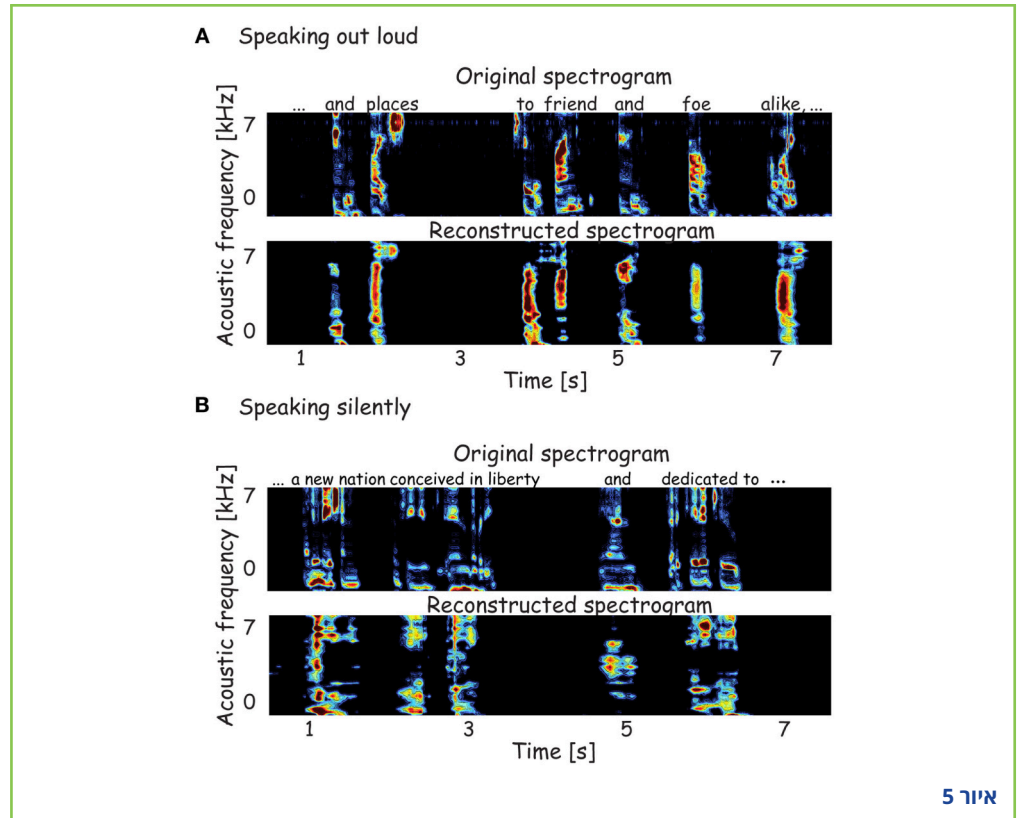 A Speaking out loud
Original spectrogram
... and places to friend and foe alike, ...
Acoustic frequency [kHz]
7
0
Reconstructed spectrogram
7
0
1 3 5 7
Time [s]
B Speaking silently
Original spectrogram
... a new nation conceived in liberty and dedicated to ...
Acoustic frequency [kHz]
7
0
Reconstructed spectrogram
7
0
1 3 5 7
Time [s]
איור 5